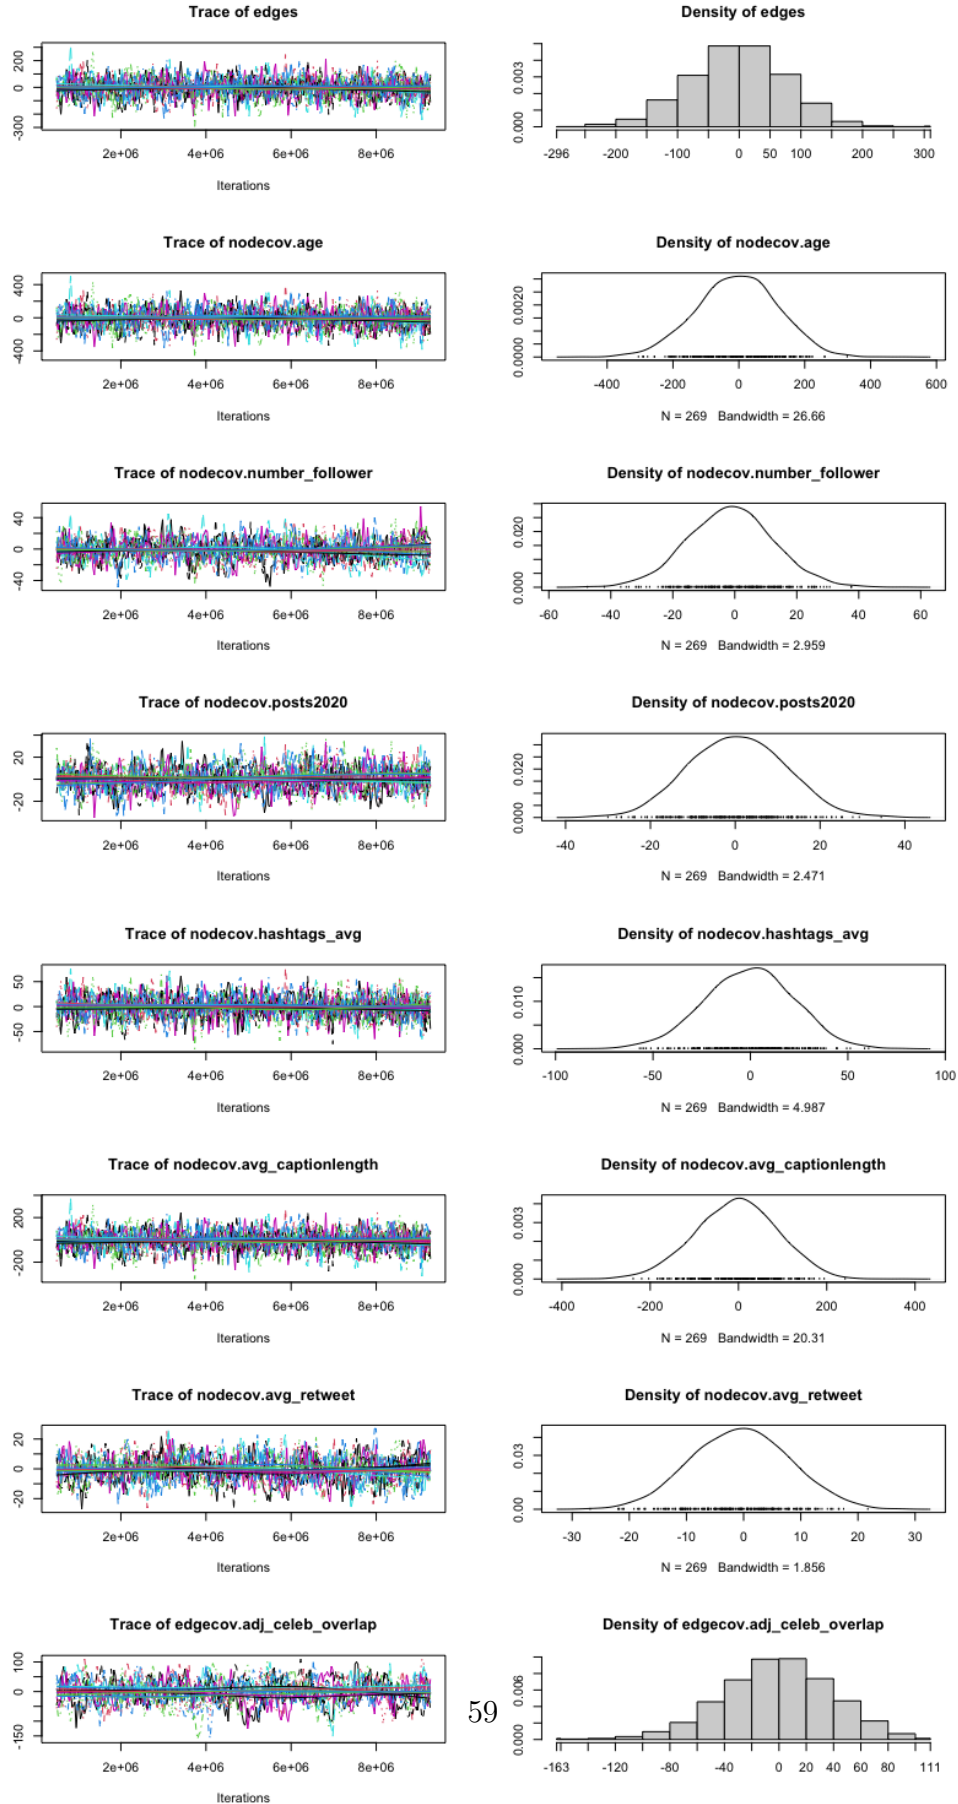 Trace of edges
Density of edges
200
0
-300
0.003
0.000
2e+06 4e+06 6e+06 8e+06
-296 -200 -100 0 50 100 200 300
Iterations
Trace of nodecov.age
Density of nodecov.age
400
0
-400
0.0020
0.0000
2e+06 4e+06 6e+06 8e+06
-400 -200 0 200 400 600
Iterations
N = 269 Bandwidth = 26.66
Trace of nodecov.number_follower
Density of nodecov.number_follower
40
0
-40
0.020
0.000
2e+06 4e+06 6e+06 8e+06
-60 -40 -20 0 20 40 60
Iterations
N = 269 Bandwidth = 2.959
Trace of nodecov.posts2020
Density of nodecov.posts2020
20
-20
0.020
0.000
2e+06 4e+06 6e+06 8e+06
-40 -20 0 20 40
Iterations
N = 269 Bandwidth = 2.471
Trace of nodecov.hashtags_avg
Density of nodecov.hashtags_avg
50
0
-50
0.010
0.000
2e+06 4e+06 6e+06 8e+06
-100 -50 0 50 100
Iterations
N = 269 Bandwidth = 4.987
Trace of nodecov.avg_captionlength
Density of nodecov.avg_captionlength
200
-200
0.003
0.000
2e+06 4e+06 6e+06 8e+06
-400 -200 0 200 400
Iterations
N = 269 Bandwidth = 20.31
Trace of nodecov.avg_retweet
Density of nodecov.avg_retweet
20
0
-20
0.03
0.00
2e+06 4e+06 6e+06 8e+06
-30 -20 -10 0 10 20 30
Iterations
N = 269 Bandwidth = 1.856
Trace of edgecov.adj_celeb_overlap
Density of edgecov.adj_celeb_overlap
100
0
-150
0.006
0.000
59
2e+06 4e+06 6e+06 8e+06
-163 -120 -80 -40 0 20 40 60 80 111
Iterations